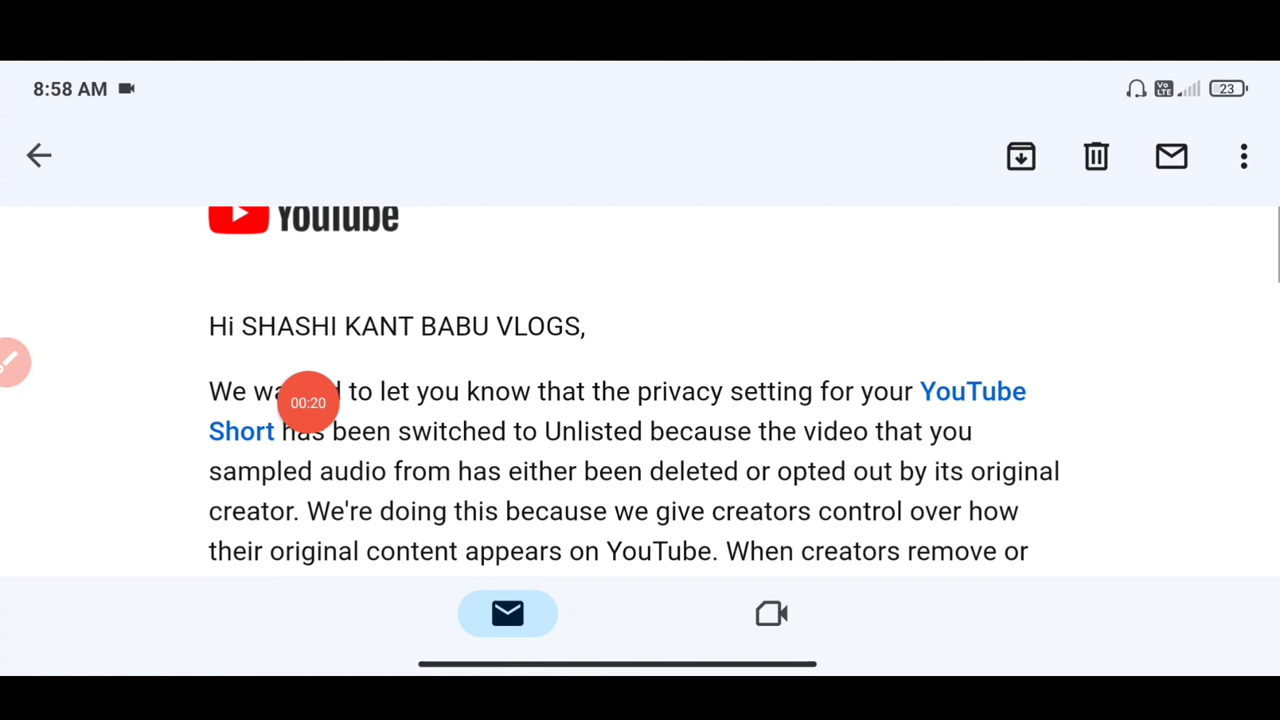 8:58 AM
Vo LTE
23
YouTube
Hi SHASHI KANT BABU VLOGS,
We wa to let you know that the privacy setting for your YouTube
00:20
Short has been switched to Unlisted because the video that you
sampled audio from has either been deleted or opted out by its original
creator. We're doing this because we give creators control over how
their original content appears on YouTube. When creators remove or